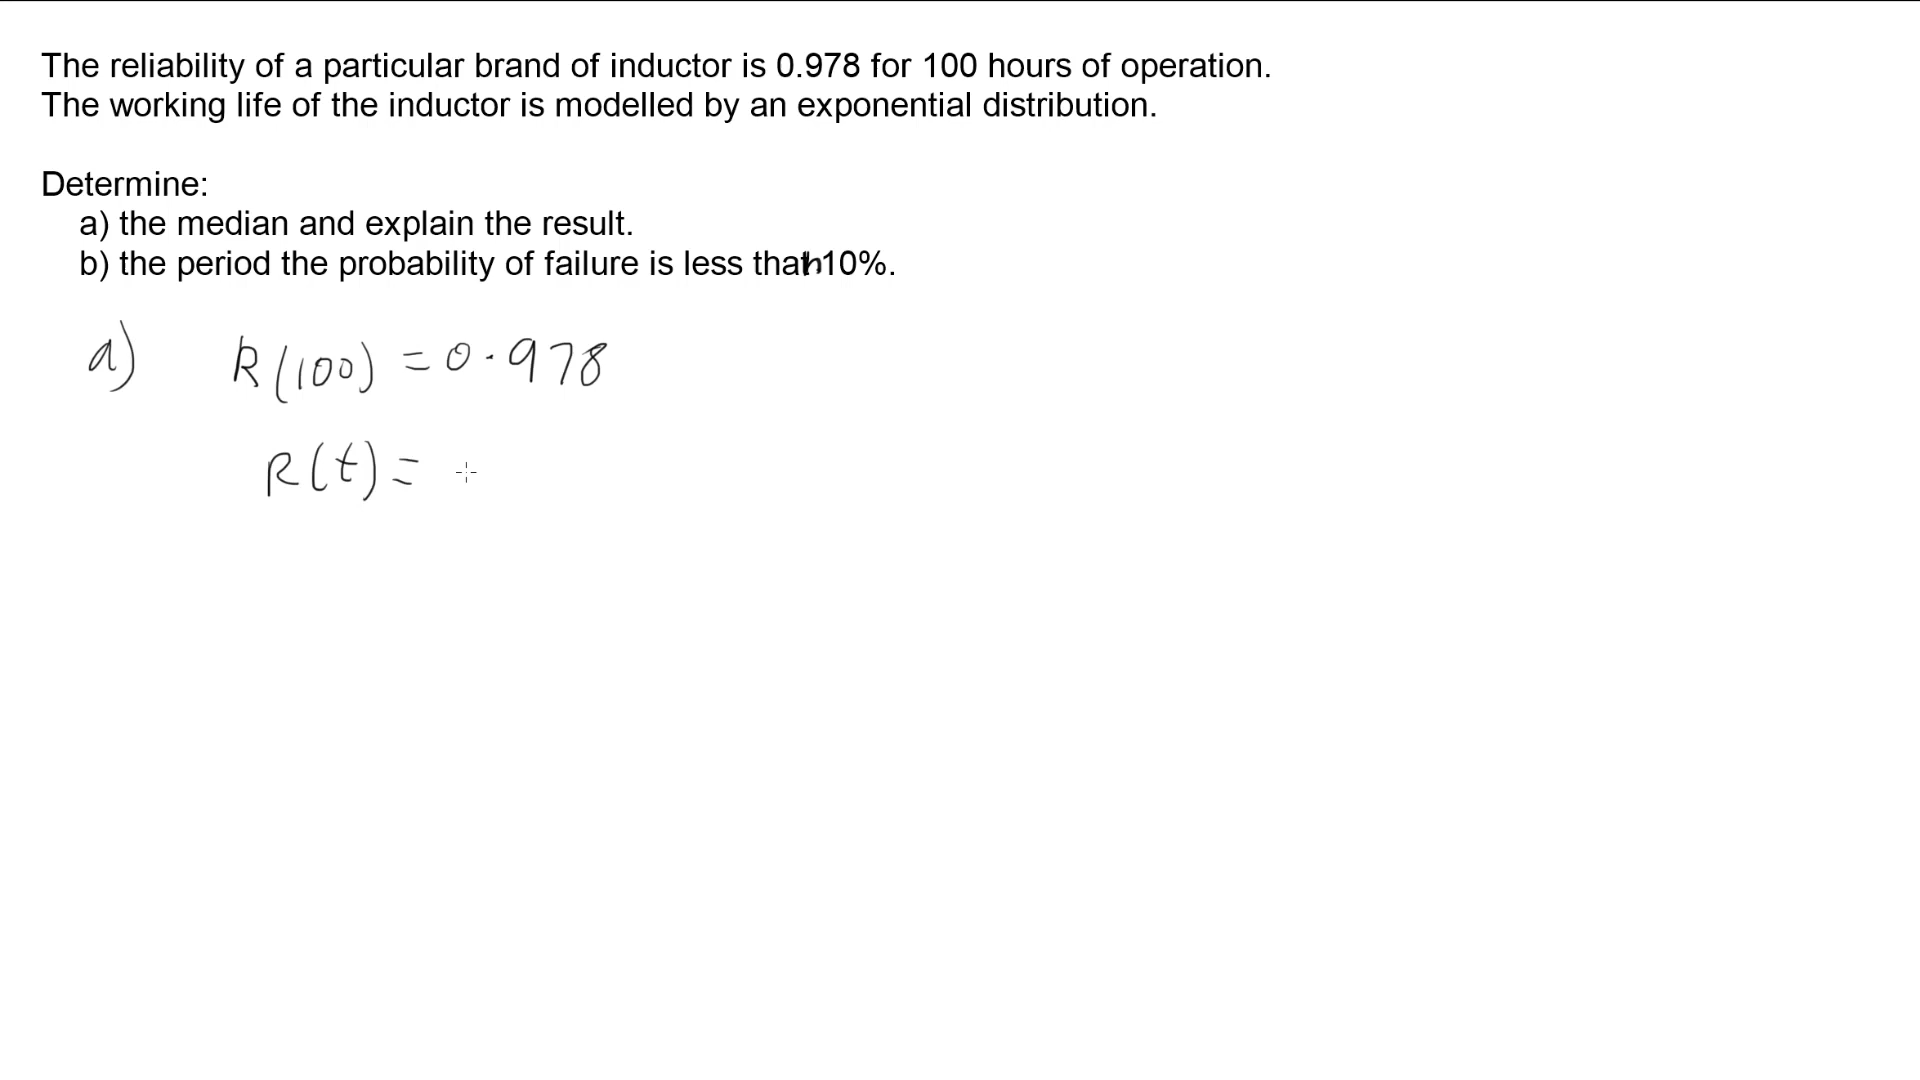 The reliability of a particular brand of inductor is 0.978 for 100 hours of operation.
The working life of the inductor is modelled by an exponential distribution.
Determine:
a) the median and explain the result.
b) the period the probability of failure is less than 10%.
a) R(100) = 0.978
R(t) =